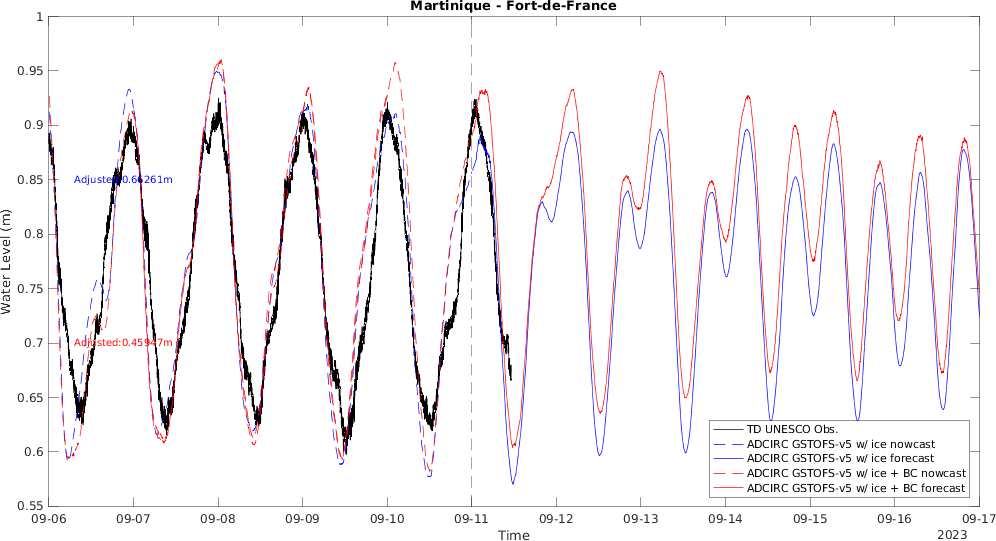 Martinique - Fort-de-France
1
0.95
0.9
0.85
0.8
0.75
0.7
0.65
0.6
0.55
Water Level (m)
Adjusted:0.66261m
Adjusted:0.45947m
TD UNESCO Obs.
ADCIRC GSTOFS-v5 w/ ice nowcast
ADCIRC GSTOFS-v5 w/ ice forecast
ADCIRC GSTOFS-v5 w/ ice + BC nowcast
ADCIRC GSTOFS-v5 w/ ice + BC forecast
09-06 09-07 09-08 09-09 09-10 09-11 09-12 09-13 09-14 09-15 09-16 09-17
Time
2023